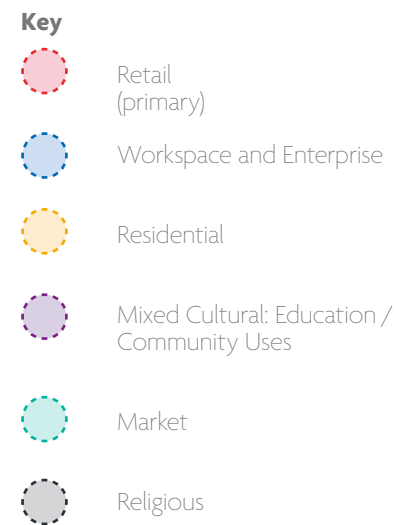 Key
Retail
(primary)
Workspace and Enterprise
Residential
Mixed Cultural: Education /
Community Uses
Market
Religious